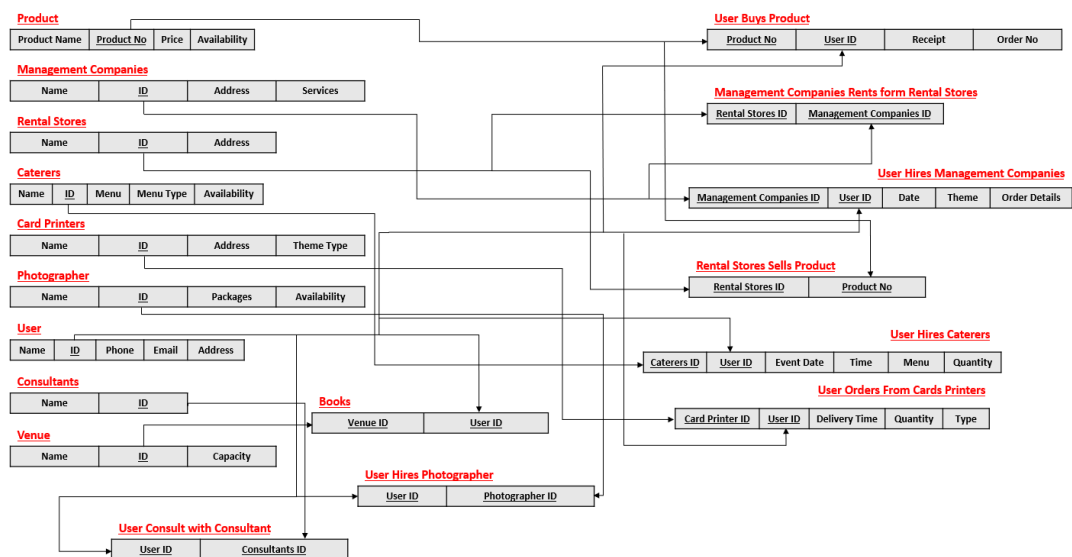 Product
Product Name Product No Price Availability
Management Companies
Name ID Address Services
Rental Stores
Name ID Address
Caterers
Name ID Menu Menu Type Availability
Card Printers
Name ID Address Theme Type
Photographer
Name ID Packages Availability
User
Name ID Phone Email Address
Consultants
Name ID
Venue
Name ID Capacity
Books
Venue ID User ID
User Hires Photographer
User ID Photographer ID
User Consult with Consultant
User ID Consultants ID
User Buys Product
Product No User ID Receipt Order No
Management Companies Rents form Rental Stores
Rental Stores ID Management Companies ID
User Hires Management Companies
Management Companies ID User ID Date Theme Order Details
Rental Stores Sells Product
Rental Stores ID Product No
User Hires Caterers
Caterers ID User ID Event Date Time Menu Quantity
User Orders From Cards Printers
Card Printer ID User ID Delivery Time Quantity Type